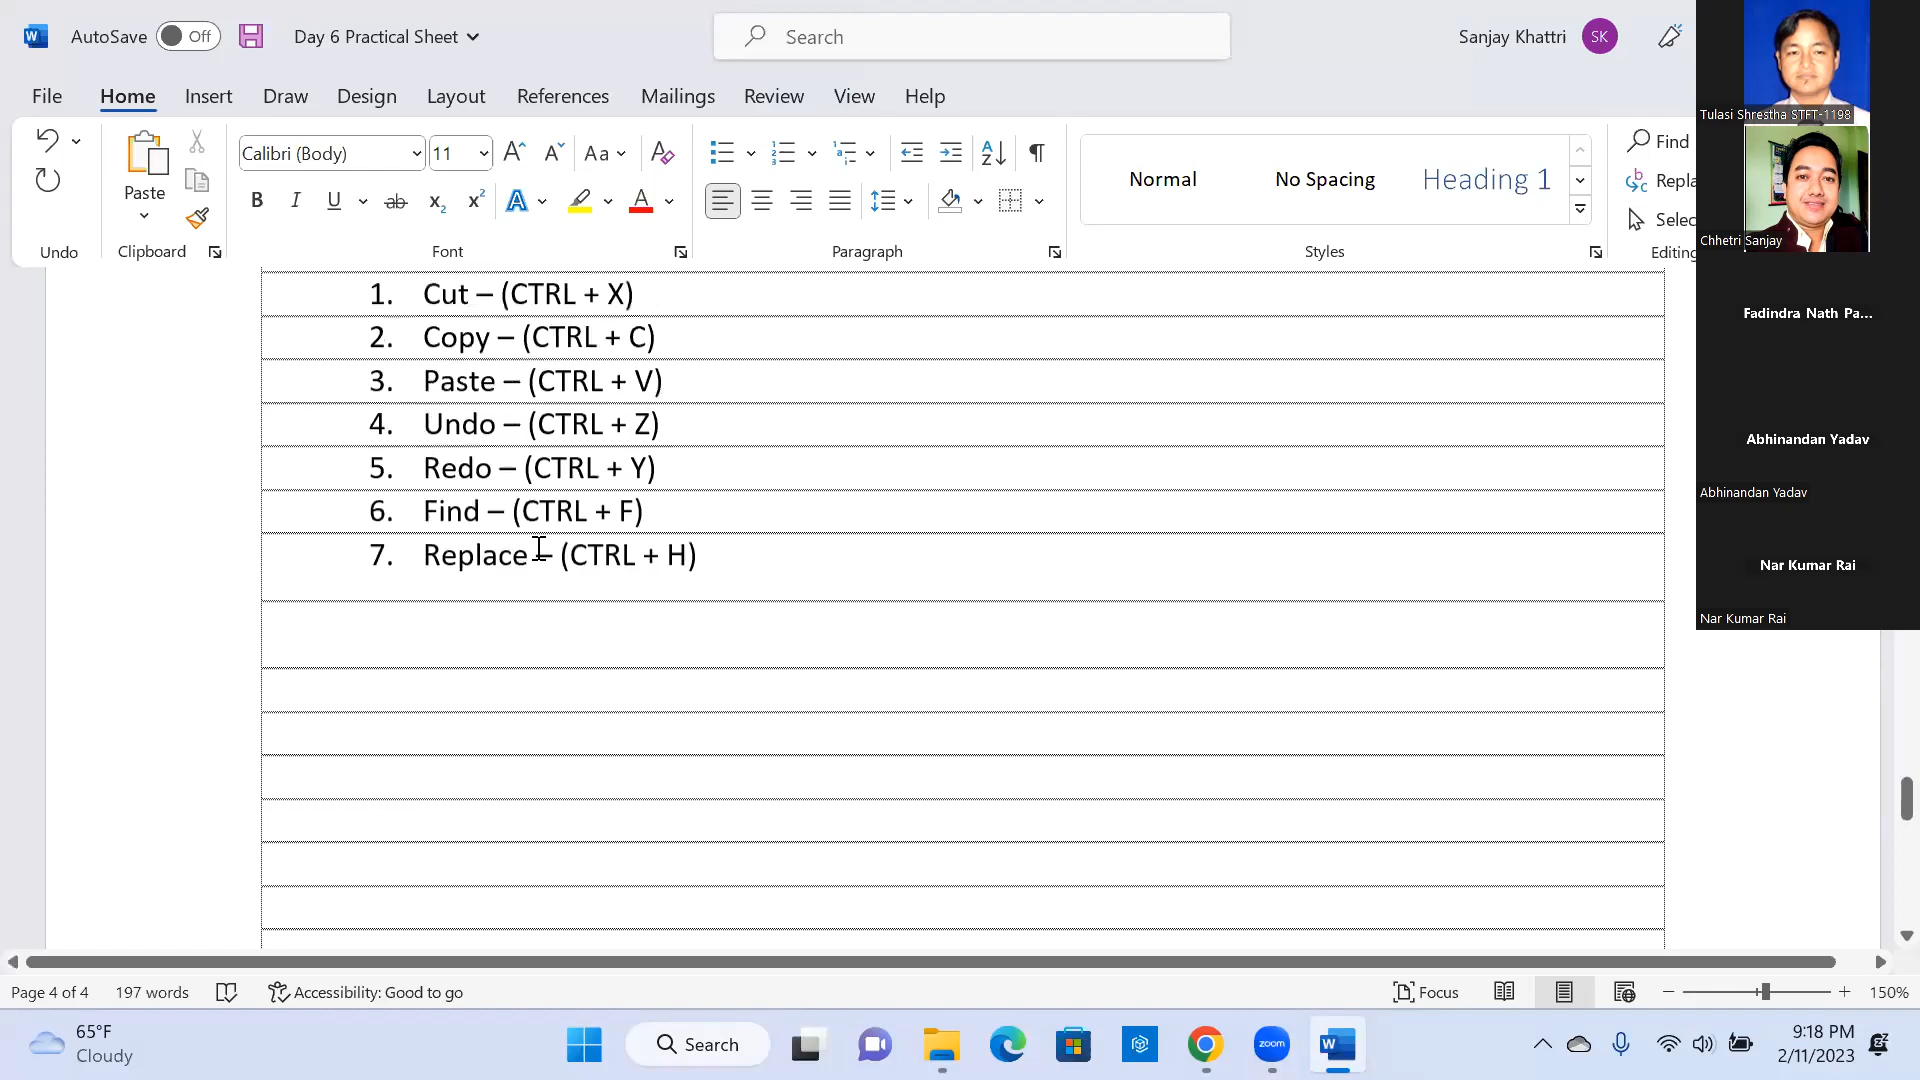 AutoSave Off Day 6 Practical Sheet Search Sanjay Khattri SK
File Home Insert Draw Design Layout References Mailings Review View Help
Paste
Calibri (Body) 11
Normal No Spacing Heading 1
Find
Repla
Selec
Undo Clipboard Font Paragraph Styles Editing
1. Cut – (CTRL + X)
2. Copy – (CTRL + C)
3. Paste – (CTRL + V)
4. Undo – (CTRL + Z)
5. Redo – (CTRL + Y)
6. Find – (CTRL + F)
7. Replace – (CTRL + H)
Tulasi Shrestha STFT-1198
Chhetri Sanjay
Fadindra Nath Pa...
Abhinandan Yadav
Abhinandan Yadav
Nar Kumar Rai
Nar Kumar Rai
Page 4 of 4 197 words Accessibility: Good to go Focus 150%
65°F
Cloudy
Search
zoom
9:18 PM
2/11/2023